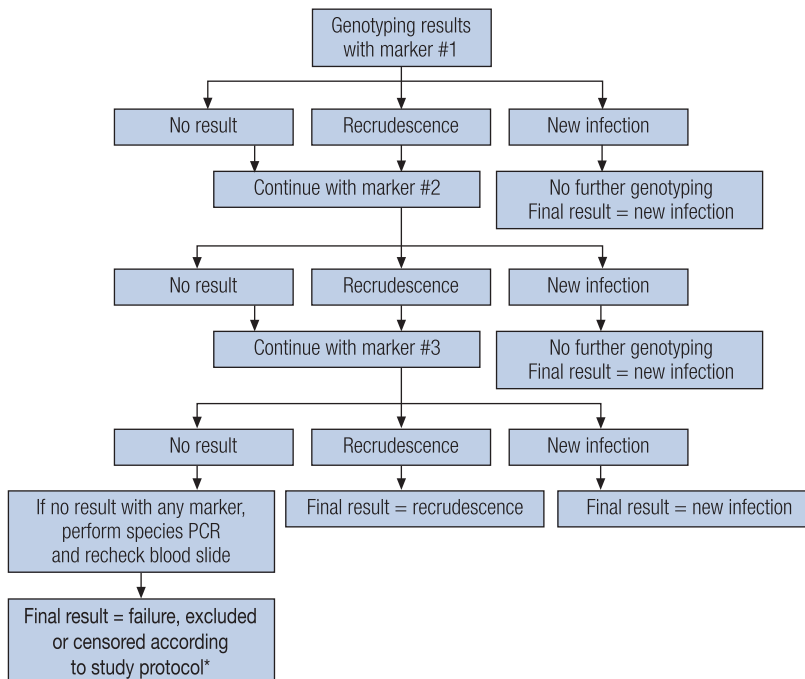 Genotyping results
with marker #1
No result
Recrudescence
New infection
Continue with marker #2
No further genotyping
Final result = new infection
No result
Recrudescence
New infection
Continue with marker #3
No further genotyping
Final result = new infection
No result
Recrudescence
New infection
If no result with any marker,
perform species PCR
and recheck blood slide
Final result = recrudescence
Final result = new infection
Final result = failure, excluded
or censored according
to study protocol*